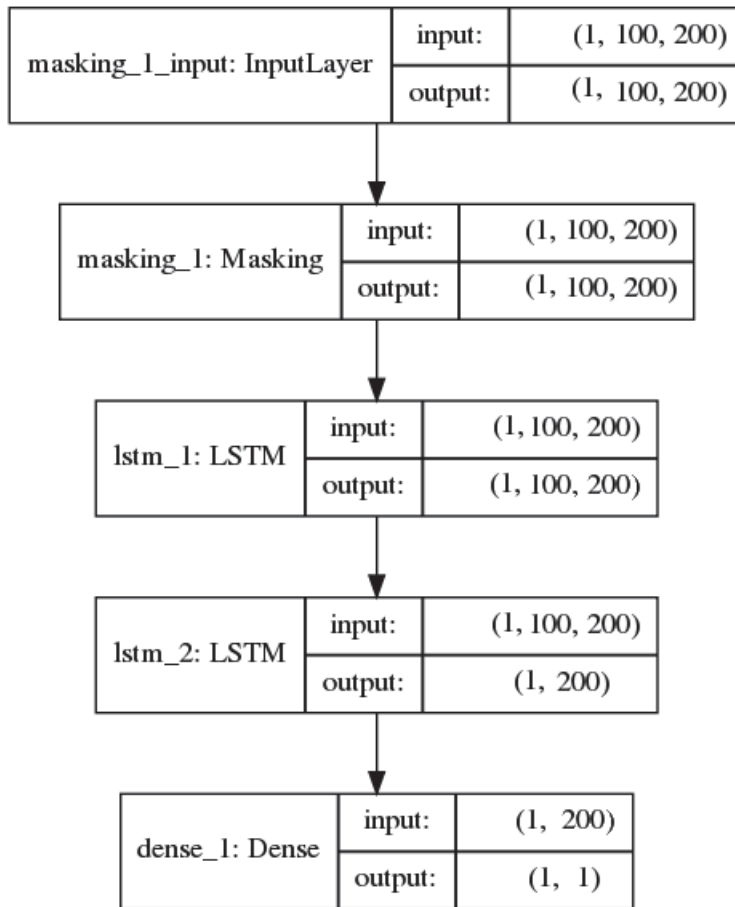 masking_1_input: InputLayer
input: (1, 100, 200)
output: (1, 100, 200)
masking_1: Masking
input: (1, 100, 200)
output: (1, 100, 200)
lstm_1: LSTM
input: (1, 100, 200)
output: (1, 100, 200)
lstm_2: LSTM
input: (1, 100, 200)
output: (1, 200)
dense_1: Dense
input: (1, 200)
output: (1, 1)